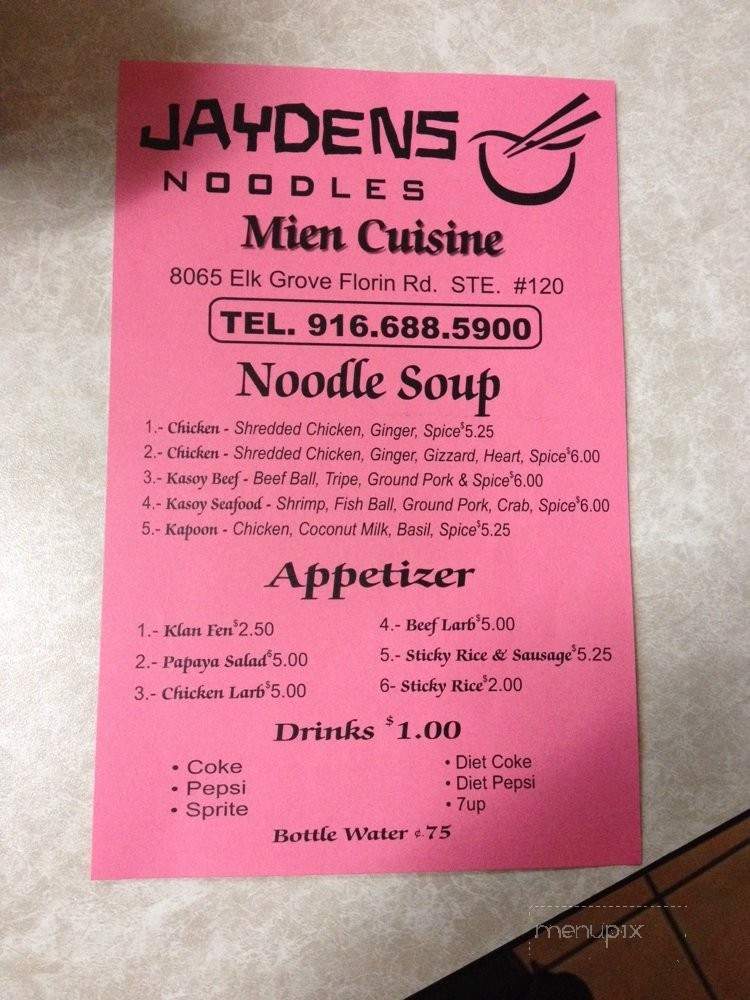 JAYDENS
NOODLES
Mien Cuisine
8065 Elk Grove Florin Rd. STE. #120
TEL. 916.688.5900
Noodle Soup
1.- Chicken - Shredded Chicken, Ginger, Spice $5.25
2.- Chicken - Shredded Chicken, Ginger, Gizzard, Heart, Spice $6.00
3.- Kasoy Beef - Beef Ball, Tripe, Ground Pork & Spice $6.00
4.- Kasoy Seafood - Shrimp, Fish Ball, Ground Pork, Crab, Spice $6.00
5.- Kapoon - Chicken, Coconut Milk, Basil, Spice $5.25
Appetizer
1.- Klan Fen $2.50
2.- Papaya Salad $5.00
3.- Chicken Larb $5.00
4.- Beef Larb $5.00
5.- Sticky Rice & Sausage $5.25
6- Sticky Rice $2.00
Drinks $1.00
• Coke
• Pepsi
• Sprite
• Diet Coke
• Diet Pepsi
• 7up
Bottle Water ¢.75
menupix